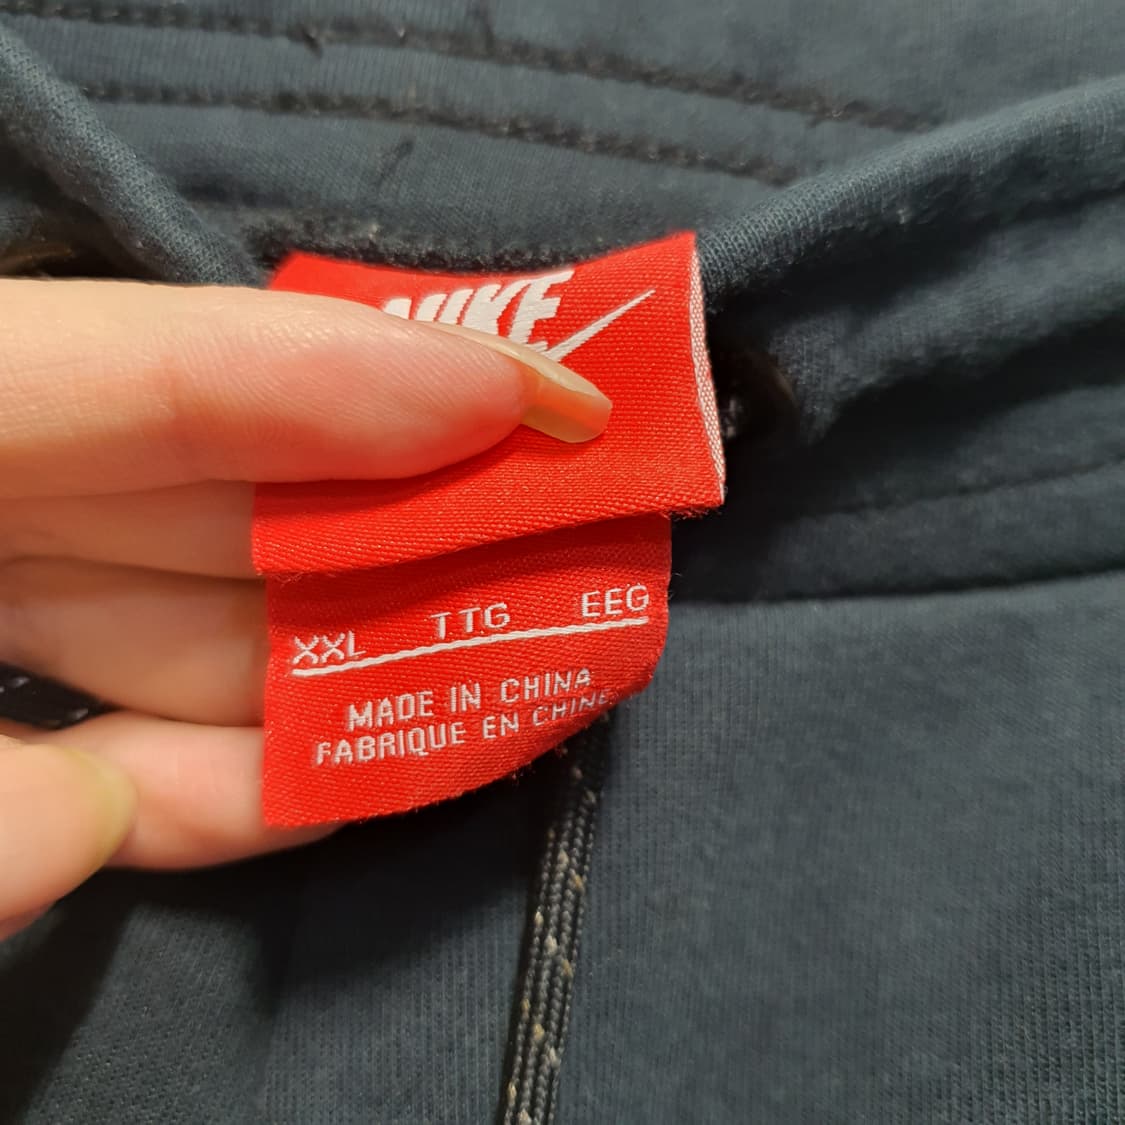 NIKE
XXL TTG EEG
MADE IN CHINA
FABRIQUE EN CHINE